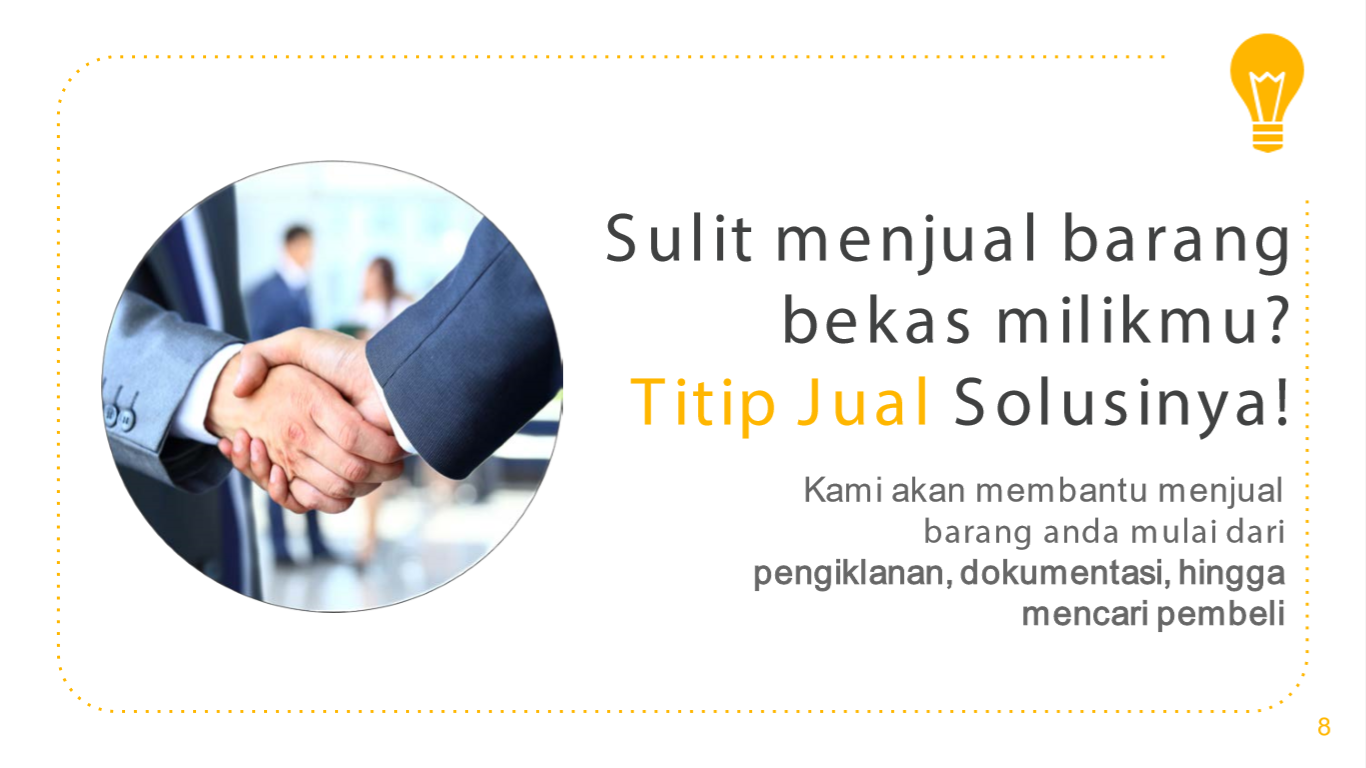 Sulit menjual barang
bekas milikmu?
Titip Jual Solusinya!
Kami akan membantu menjual
barang anda mulai dari
pengiklanan, dokumentasi, hingga
mencari pembeli
8